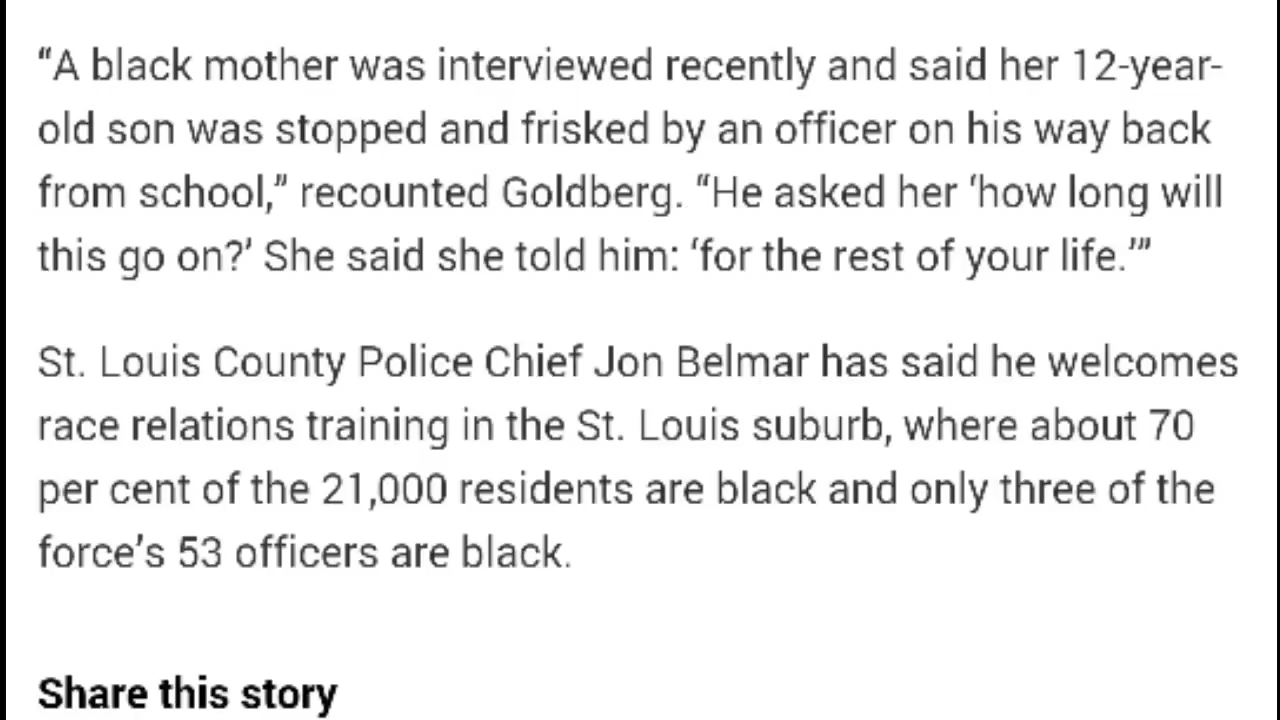 “A black mother was interviewed recently and said her 12-year-
old son was stopped and frisked by an officer on his way back
from school,” recounted Goldberg. “He asked her ‘how long will
this go on?’ She said she told him: ‘for the rest of your life.’”
St. Louis County Police Chief Jon Belmar has said he welcomes
race relations training in the St. Louis suburb, where about 70
per cent of the 21,000 residents are black and only three of the
force’s 53 officers are black.
Share this story